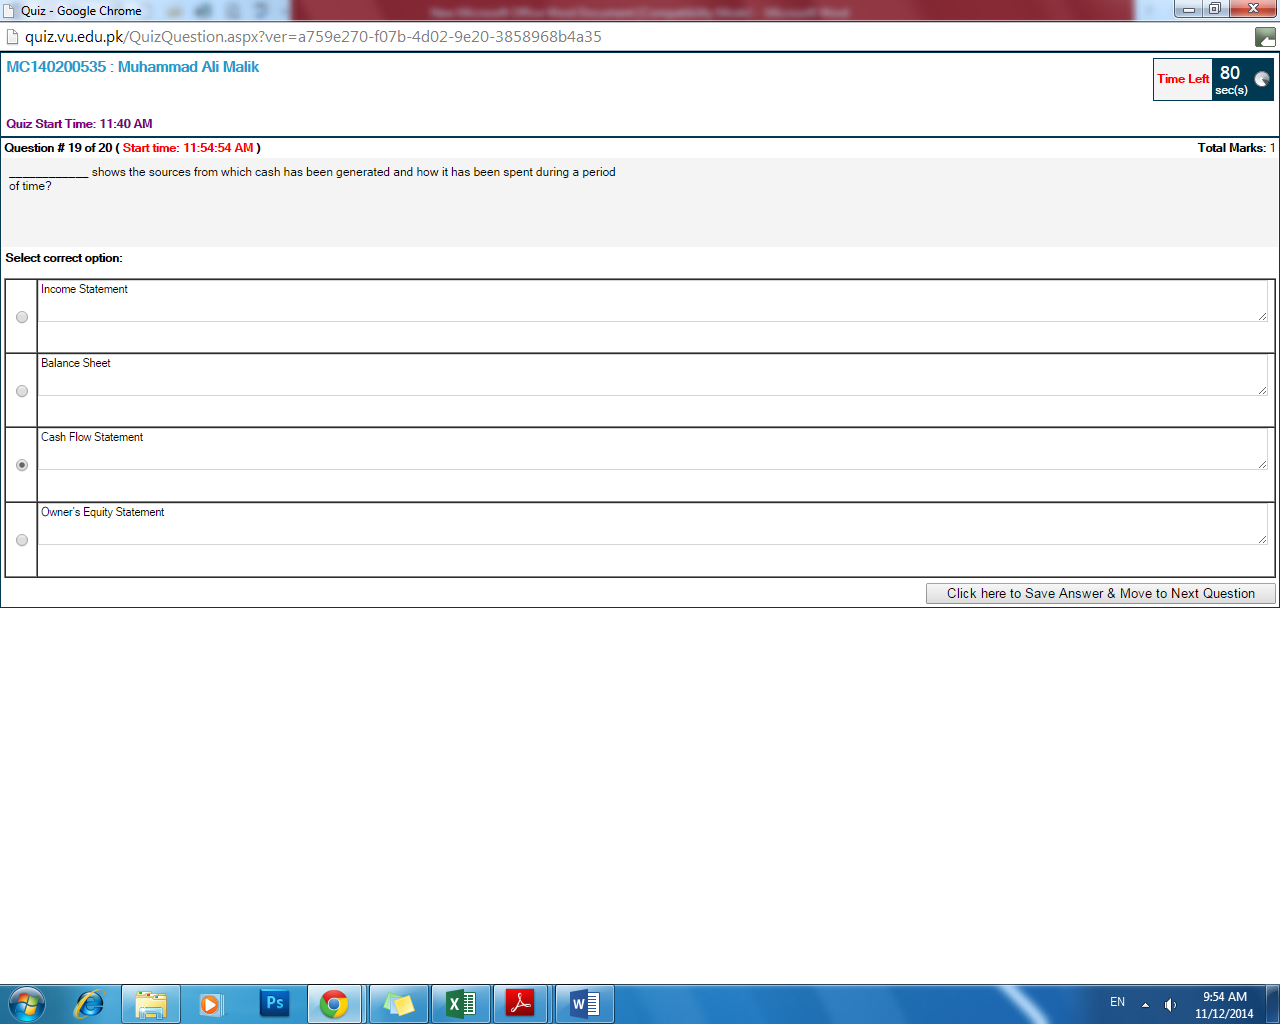 Quiz - Google Chrome
quiz.vu.edu.pk/QuizQuestion.aspx?ver=a759e270-f07b-4d02-9e20-3858968b4a35
MC140200535 : Muhammad Ali Malik
Time Left 80 sec(s)
Quiz Start Time: 11:40 AM
Question # 19 of 20 ( Start time: 11:54:54 AM ) Total Marks: 1
____________ shows the sources from which cash has been generated and how it has been spent during a period
of time?
Select correct option:
Income Statement
Balance Sheet
Cash Flow Statement
Owner's Equity Statement
Click here to Save Answer & Move to Next Question
Ps
EN
9:54 AM
11/12/2014